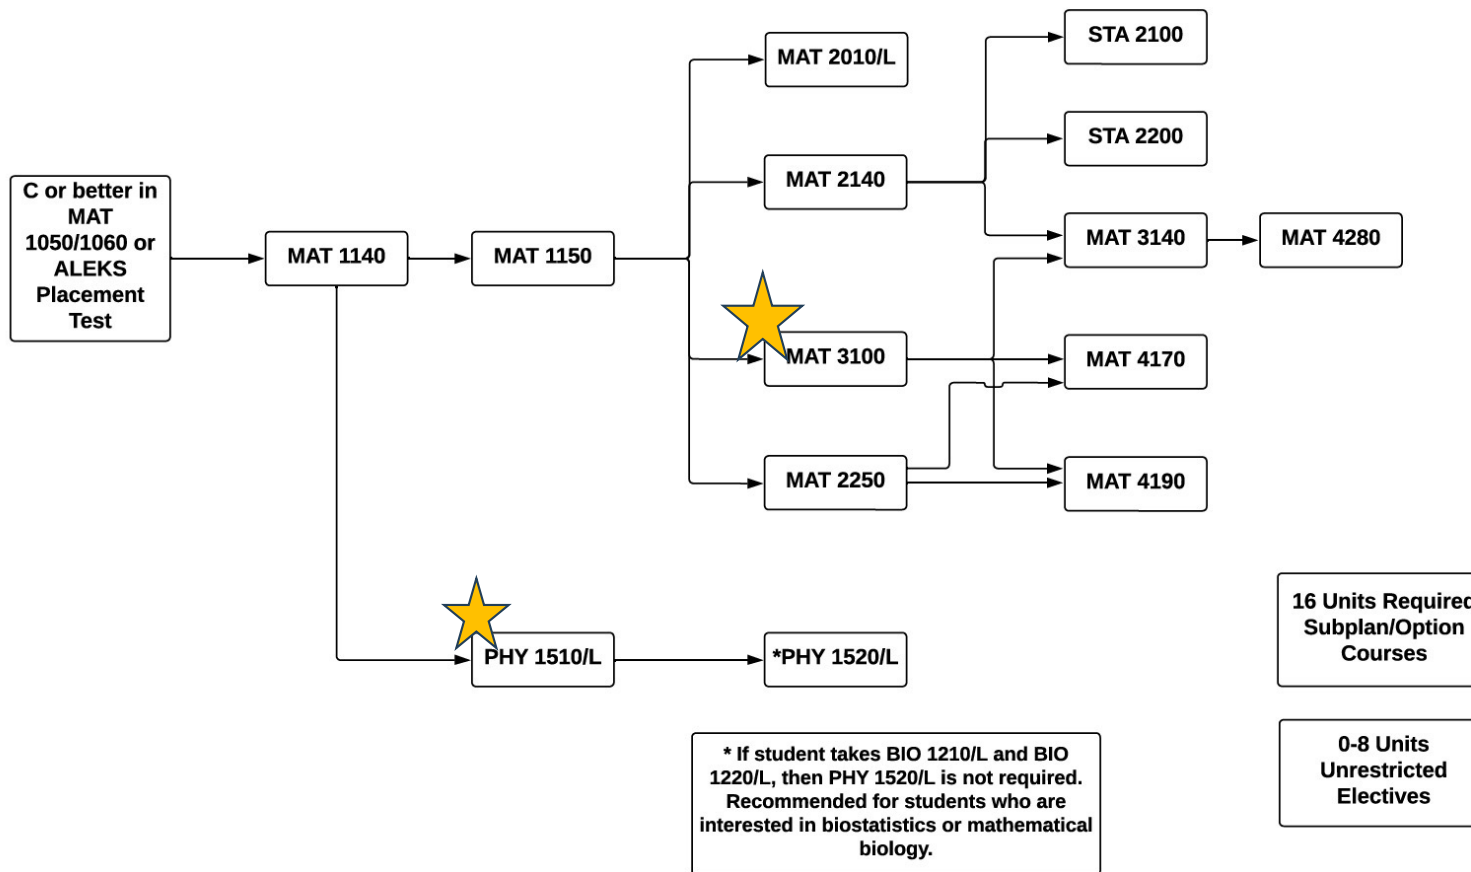 C or better in
MAT
1050/1060 or
ALEKS
Placement
Test
MAT 1140
MAT 1150
MAT 2010/L
MAT 2140
MAT 3100
MAT 2250
STA 2100
STA 2200
MAT 3140
MAT 4280
MAT 4170
MAT 4190
PHY 1510/L
*PHY 1520/L
* If student takes BIO 1210/L and BIO
1220/L, then PHY 1520/L is not required.
Recommended for students who are
interested in biostatistics or mathematical
biology.
16 Units Required
Subplan/Option
Courses
0-8 Units
Unrestricted
Electives